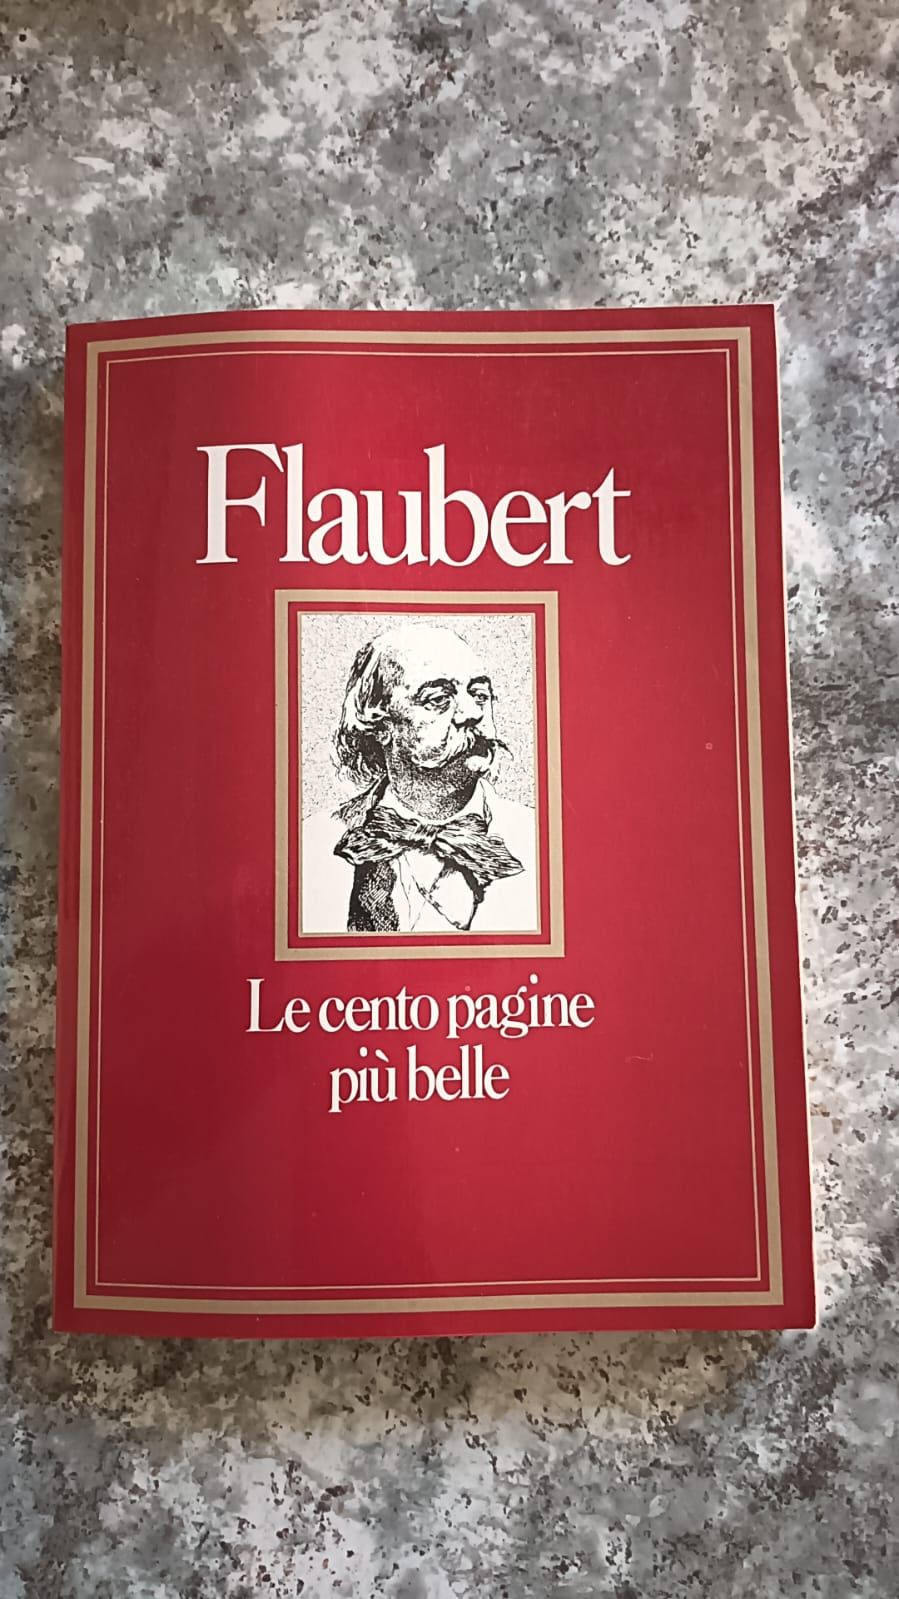 Flaubert
Le cento pagine
più belle